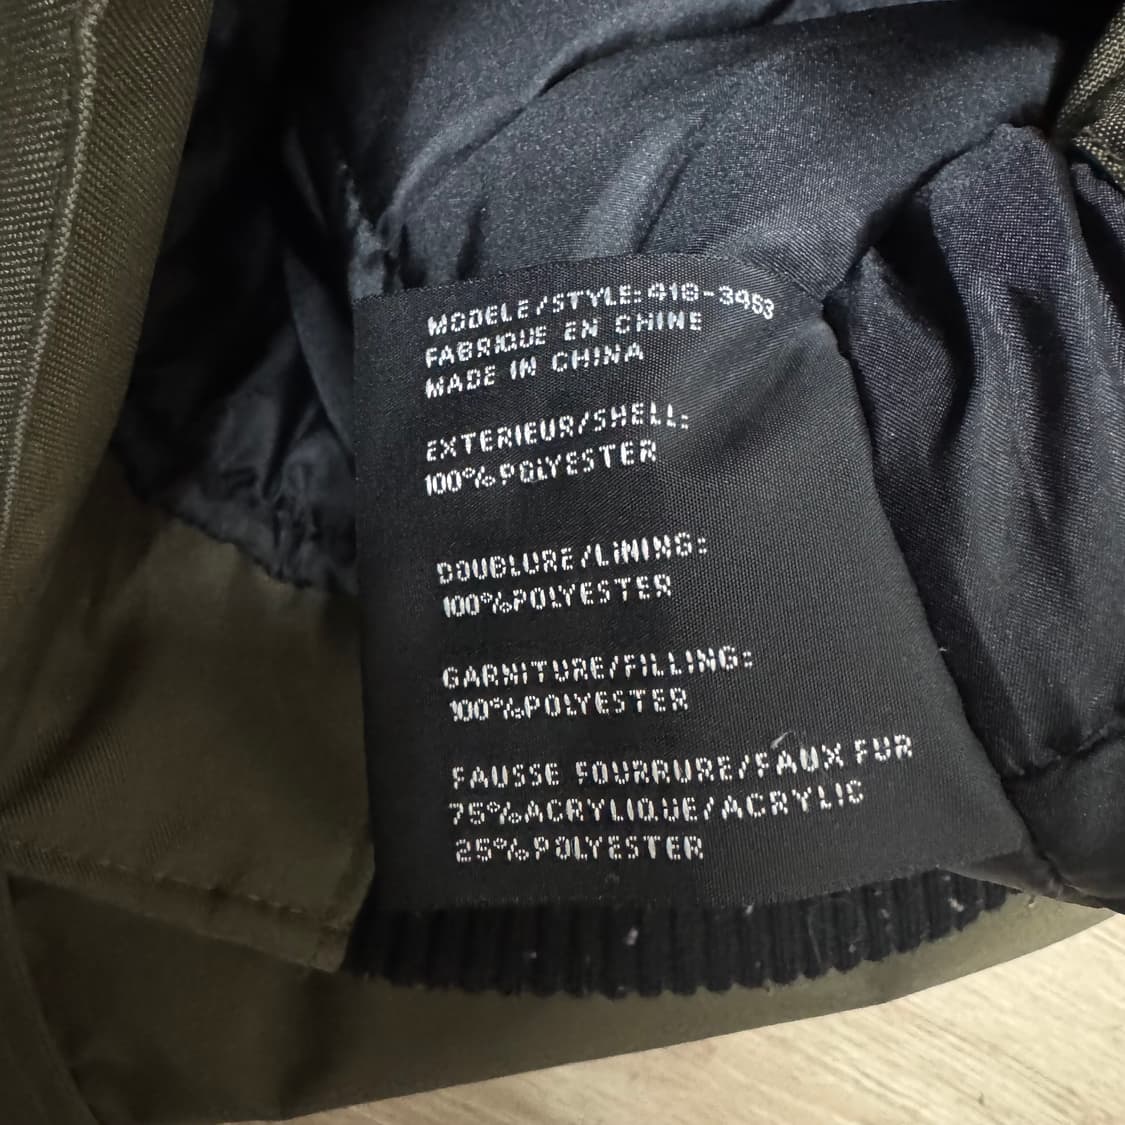 MODELE/STYLE: 418-3453
FABRIQUE EN CHINE
MADE IN CHINA
EXTERIEUR/SHELL:
100%POLYESTER
DOUBLURE/LINING:
100%POLYESTER
GARNITURE/FILLING:
100%POLYESTER
FAUSSE FOURRURE/FAUX FUR
75%ACRYLIQUE/ACRYLIC
25%POLYESTER